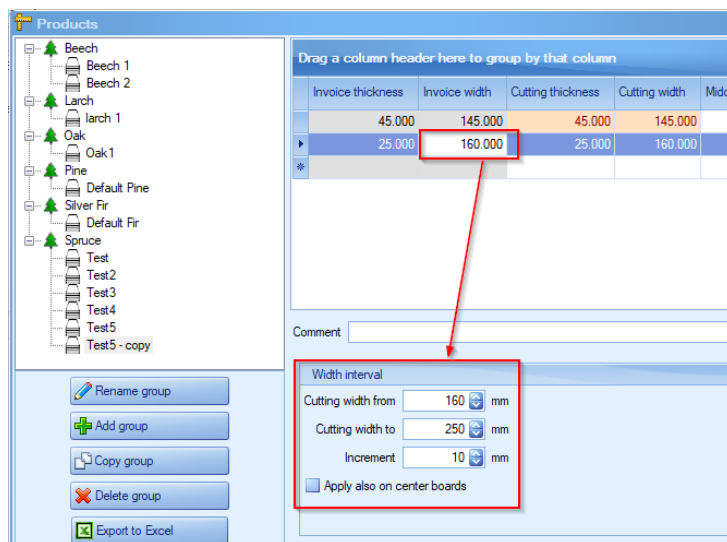 Products
Beech
Beech 1
Beech 2
Larch
larch 1
Oak
Oak1
Pine
Default Pine
Silver Fir
Default Fir
Spruce
Test
Test2
Test3
Test4
Test5
Test5 - copy
Rename group
Add group
Copy group
Delete group
Export to Excel
Drag a column header here to group by that column
Invoice thickness Invoice width Cutting thickness Cutting width
45.000 145.000 45.000 145.000
25.000 160.000 25.000 160.000
Comment
Width interval
Cutting width from 160 mm
Cutting width to 250 mm
Increment 10 mm
Apply also on center boards